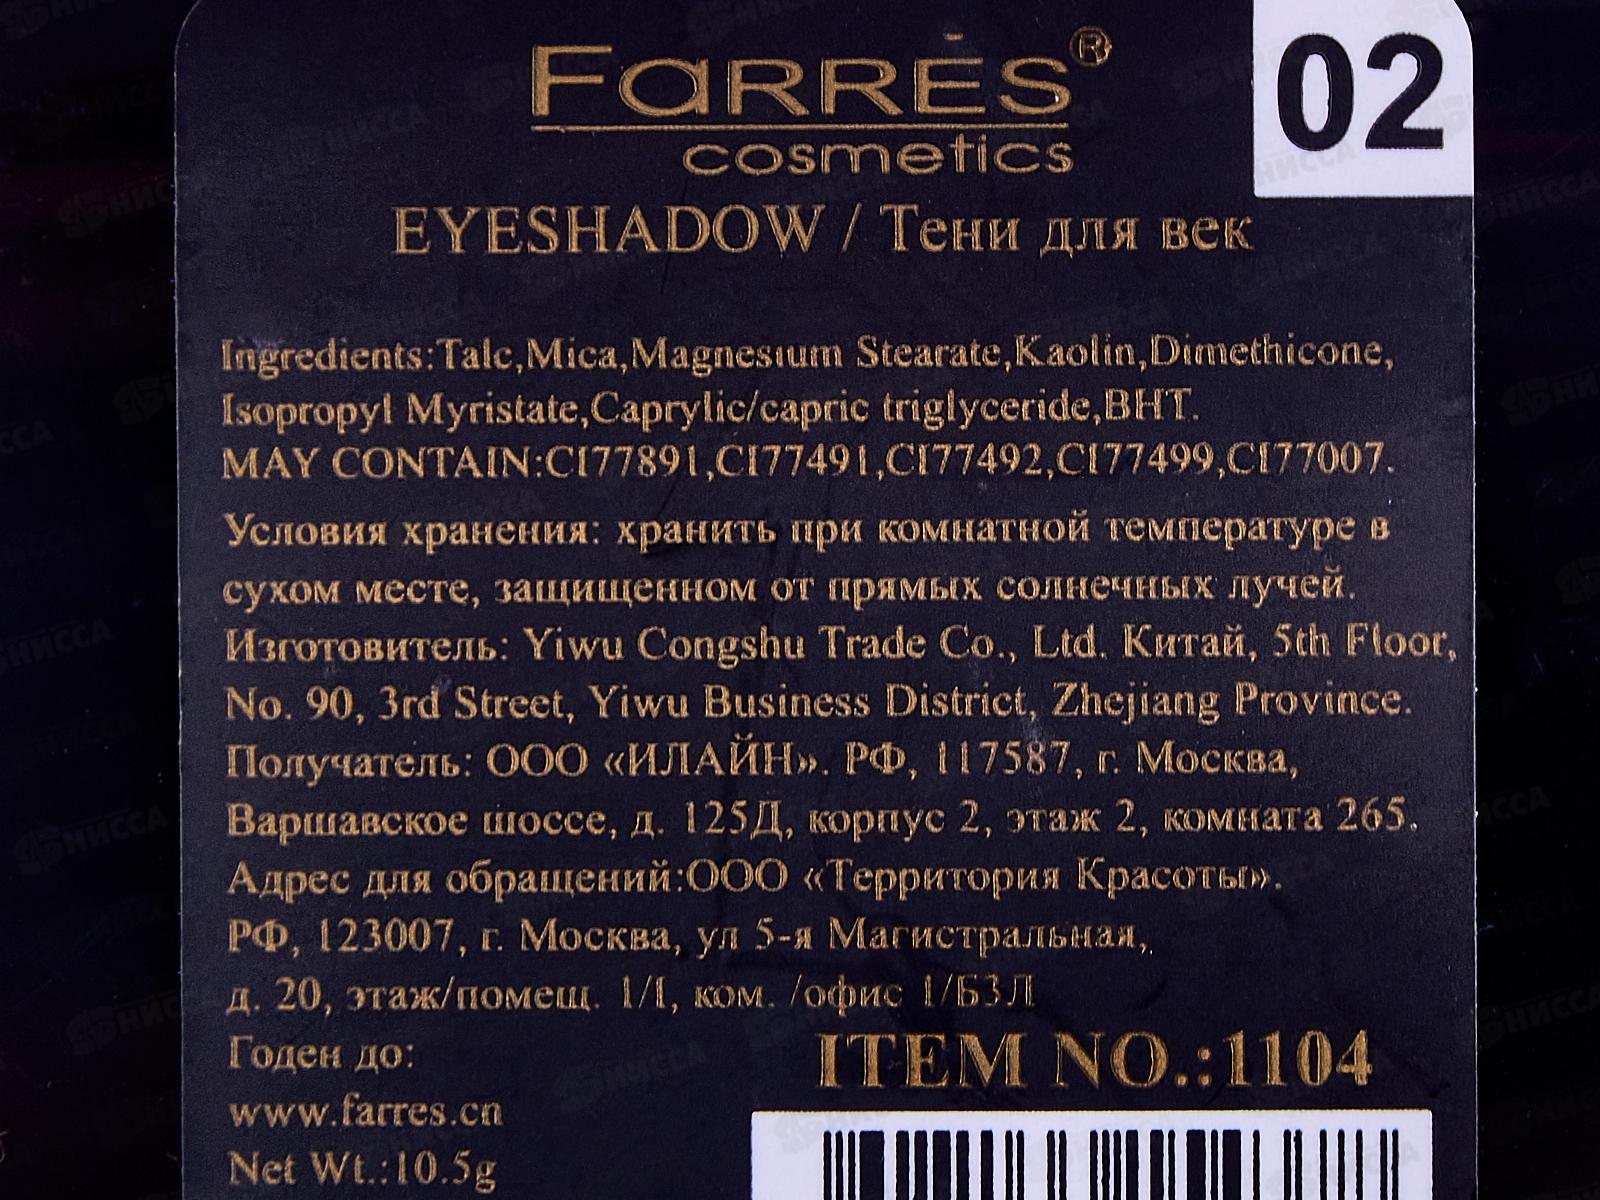 FARRES®
cosmetics
02
EYESHADOW / Тени для век
Ingredients:Talc,Mica,Magnesium Stearate,Kaolin,Dimethicone,
Isopropyl Myristate,Caprylic/capric triglyceride,BHT.
MAY CONTAIN:CI77891,CI77491,CI77492,CI77499,CI77007.
Условия хранения: хранить при комнатной температуре в
сухом месте, защищенном от прямых солнечных лучей.
Изготовитель: Yiwu Congshu Trade Co., Ltd. Китай, 5th Floor,
No. 90, 3rd Street, Yiwu Business District, Zhejiang Province.
Получатель: ООО «ИЛАЙН». РФ, 117587, г. Москва,
Варшавское шоссе, д. 125Д, корпус 2, этаж 2, комната 265.
Адрес для обращений:ООО «Территория Красоты».
РФ, 123007, г. Москва, ул 5-я Магистральная,
д. 20, этаж/помещ. 1/I, ком. /офис 1/Б3Л
Годен до:
ITEM NO.:1104
www.farres.cn
Net Wt.:10.5g